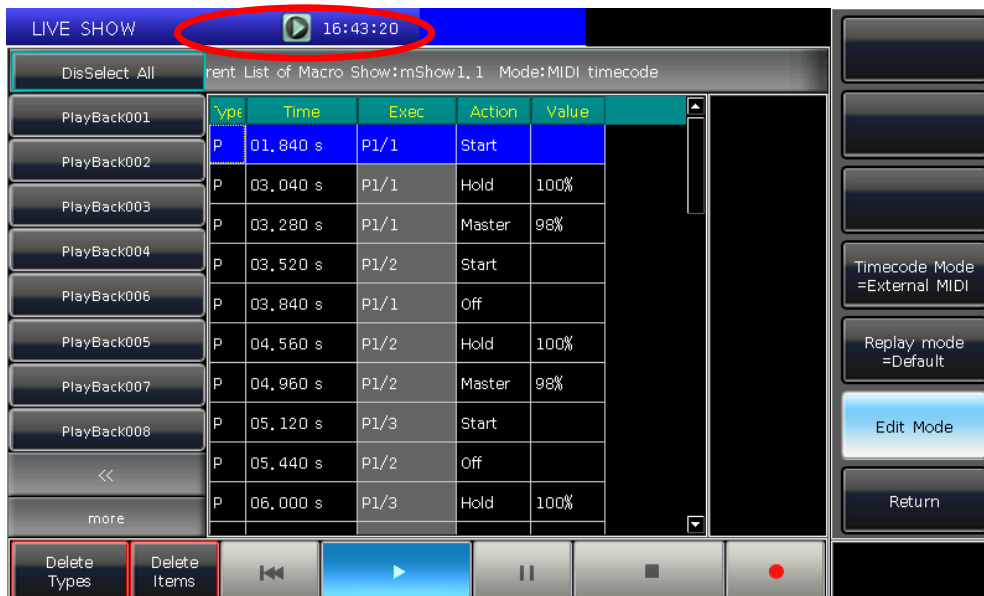 LIVE SHOW 16:43:20
DisSelect All
rent List of Macro Show:mShow1.1 Mode:MIDI timecode
PlayBack001
PlayBack002
PlayBack003
PlayBack004
PlayBack006
PlayBack005
PlayBack007
PlayBack008
<<
more
Type Time Exec Action Value
P 01.840 s P1/1 Start
P 03.040 s P1/1 Hold 100%
P 03.280 s P1/1 Master 98%
P 03.520 s P1/2 Start
P 03.840 s P1/1 Off
P 04.560 s P1/2 Hold 100%
P 04.960 s P1/2 Master 98%
P 05.120 s P1/3 Start
P 05.440 s P1/2 Off
P 06.000 s P1/3 Hold 100%
Timecode Mode
=External MIDI
Replay mode
=Default
Edit Mode
Return
Delete
Types
Delete
Items